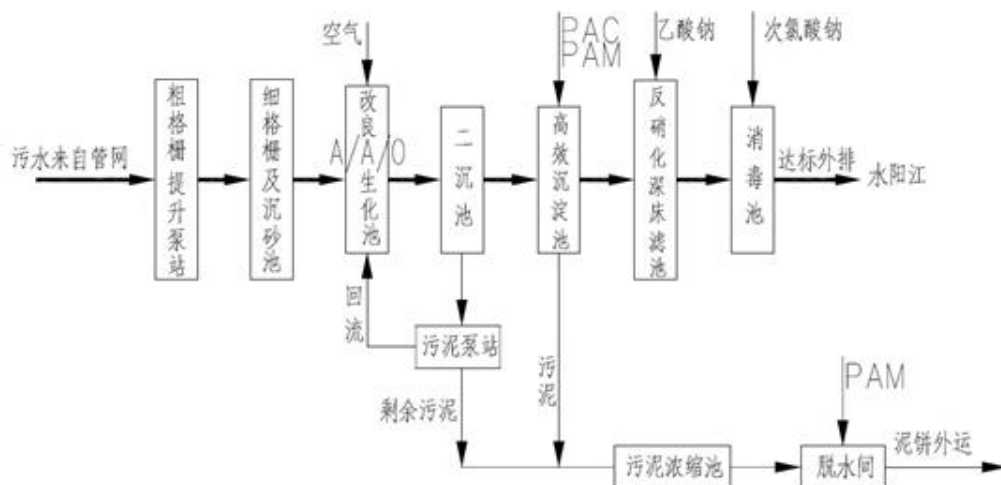 空气
PAC
PAM
乙酸钠
次氯酸钠
污水来自管网
粗格栅提升泵站
细格栅及沉砂池
改良A/A/O生化池
二沉池
高效沉淀池
反硝化深床滤池
消毒池
达标外排
水阳江
回流
污泥泵站
剩余污泥
污泥
PAM
污泥浓缩池
脱水间
泥饼外运